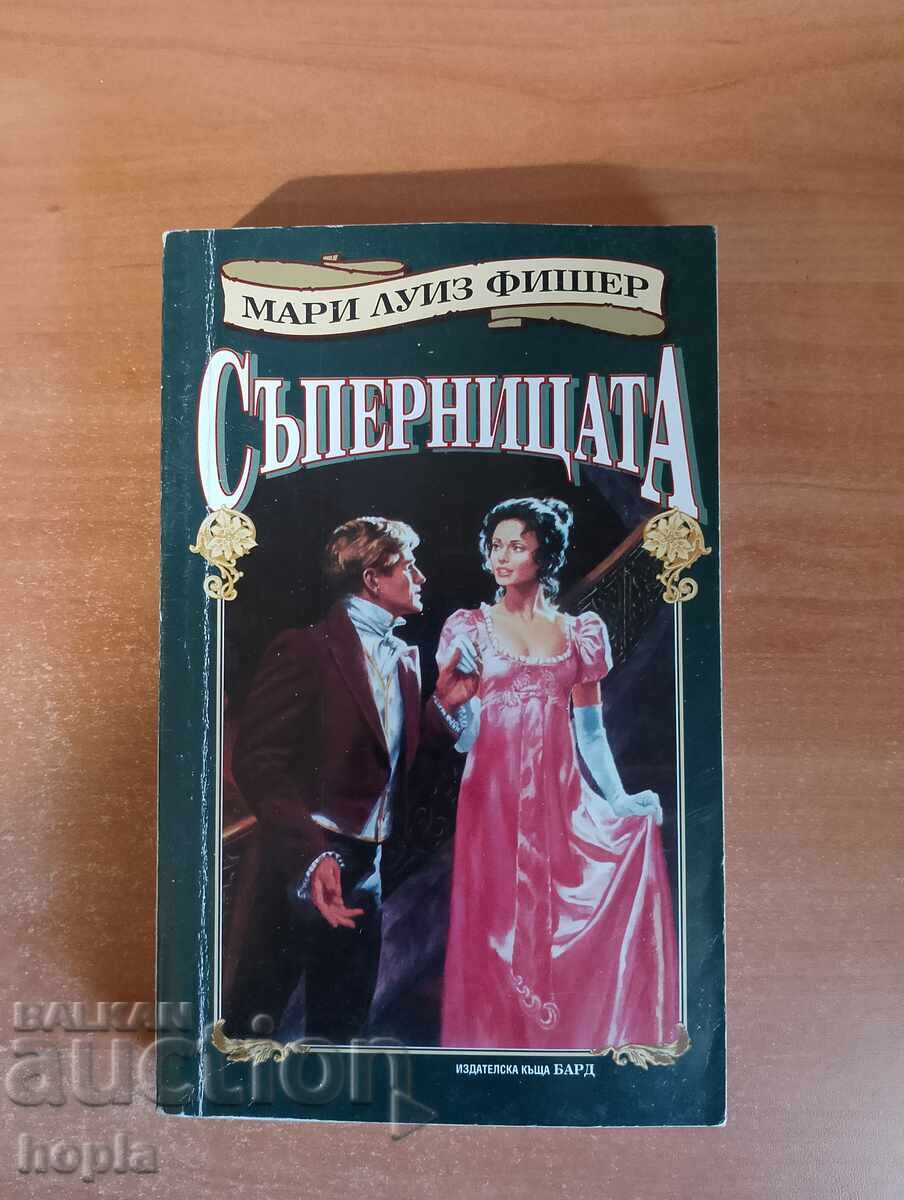 МАРИ ЛУИЗ ФИШЕР
СЪПЕРНИЦАТА
ИЗДАТЕЛСКА КЪЩА БАРД
BALKAN
auction
hopla